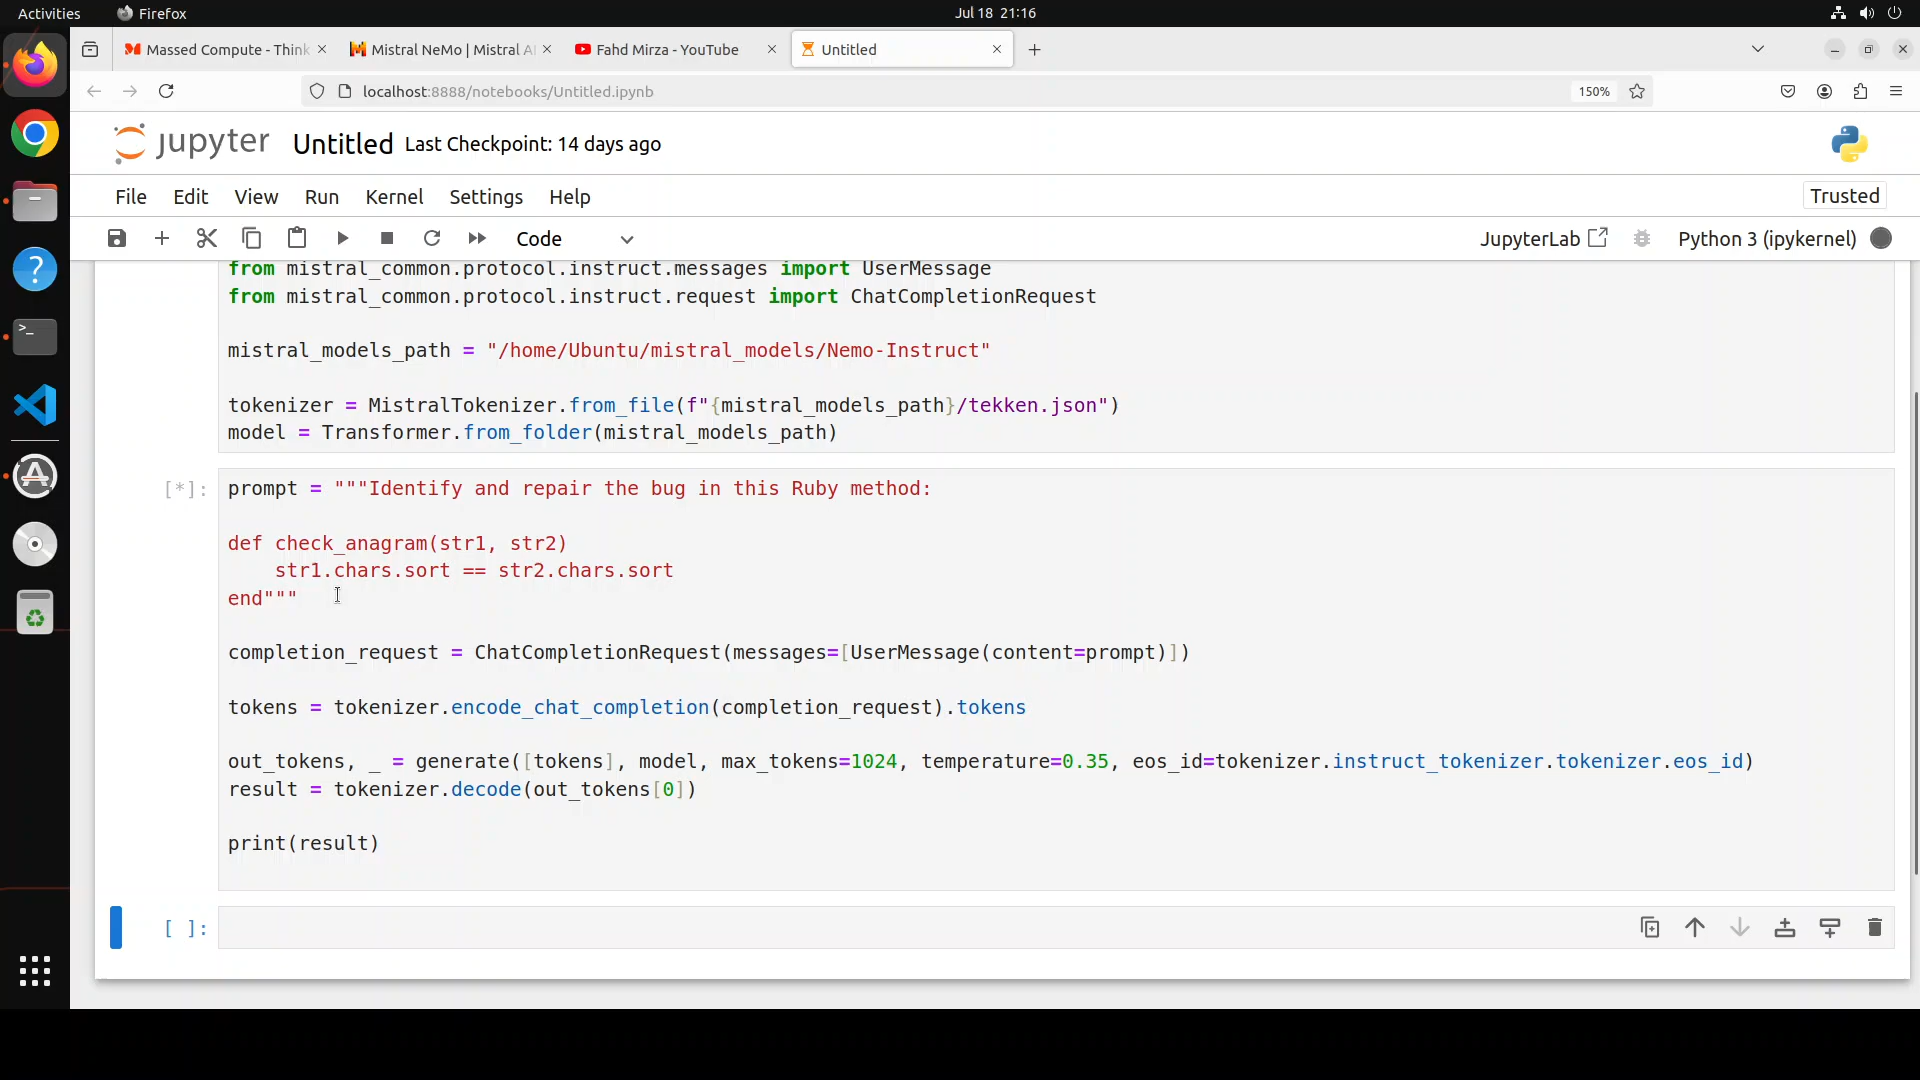 Activities Firefox Jul 18 21:16
Massed Compute - Think Mistral NeMo | Mistral A Fahd Mirza - YouTube Untitled
localhost:8888/notebooks/Untitled.ipynb 150%
jupyter Untitled Last Checkpoint: 14 days ago
File Edit View Run Kernel Settings Help Trusted
Code JupyterLab Python 3 (ipykernel)
from mistral_common.protocol.instruct.messages import UserMessage
from mistral_common.protocol.instruct.request import ChatCompletionRequest
mistral_models_path = "/home/Ubuntu/mistral_models/Nemo-Instruct"
tokenizer = MistralTokenizer.from_file(f"{mistral_models_path}/tekken.json")
model = Transformer.from_folder(mistral_models_path)
[*]: prompt = """Identify and repair the bug in this Ruby method:
def check_anagram(str1, str2)
    str1.chars.sort == str2.chars.sort
end"""
completion_request = ChatCompletionRequest(messages=[UserMessage(content=prompt)])
tokens = tokenizer.encode_chat_completion(completion_request).tokens
out_tokens, _ = generate([tokens], model, max_tokens=1024, temperature=0.35, eos_id=tokenizer.instruct_tokenizer.tokenizer.eos_id)
result = tokenizer.decode(out_tokens[0])
print(result)
[ ]: